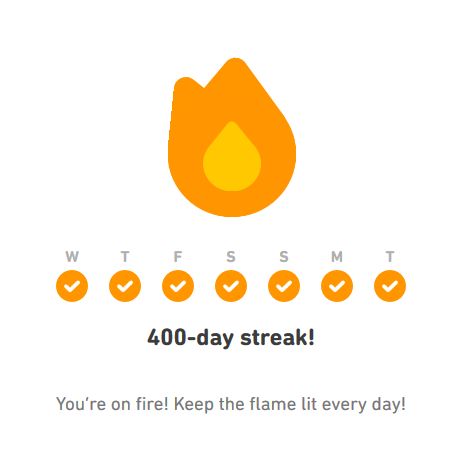 W T F S S M T
400-day streak!
You're on fire! Keep the flame lit every day!